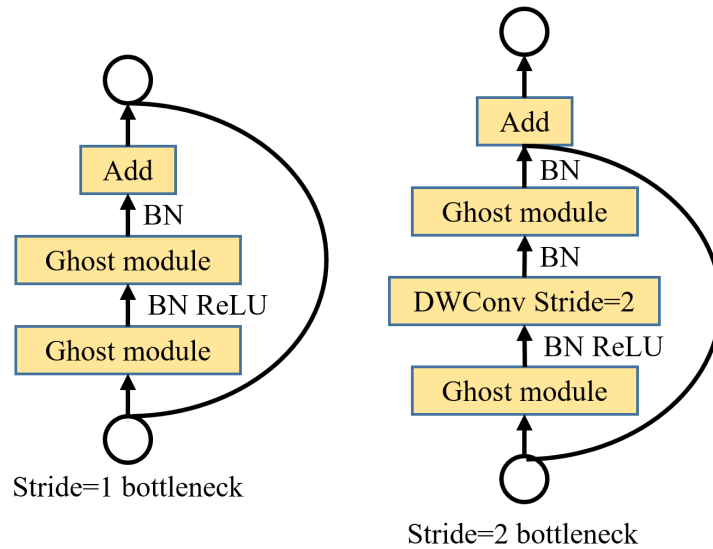 Add
BN
Ghost module
BN ReLU
Ghost module
Stride=1 bottleneck
Add
BN
Ghost module
BN
DWConv Stride=2
BN ReLU
Ghost module
Stride=2 bottleneck